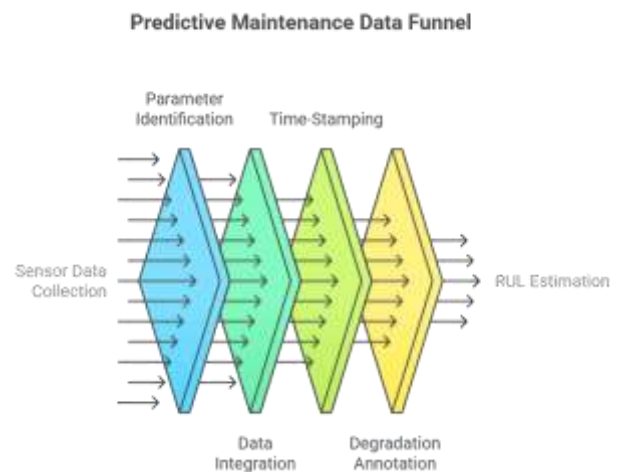 Predictive Maintenance Data Funnel
Parameter
Identification
Time-Stamping
Sensor Data
Collection
RUL Estimation
Data
Integration
Degradation
Annotation